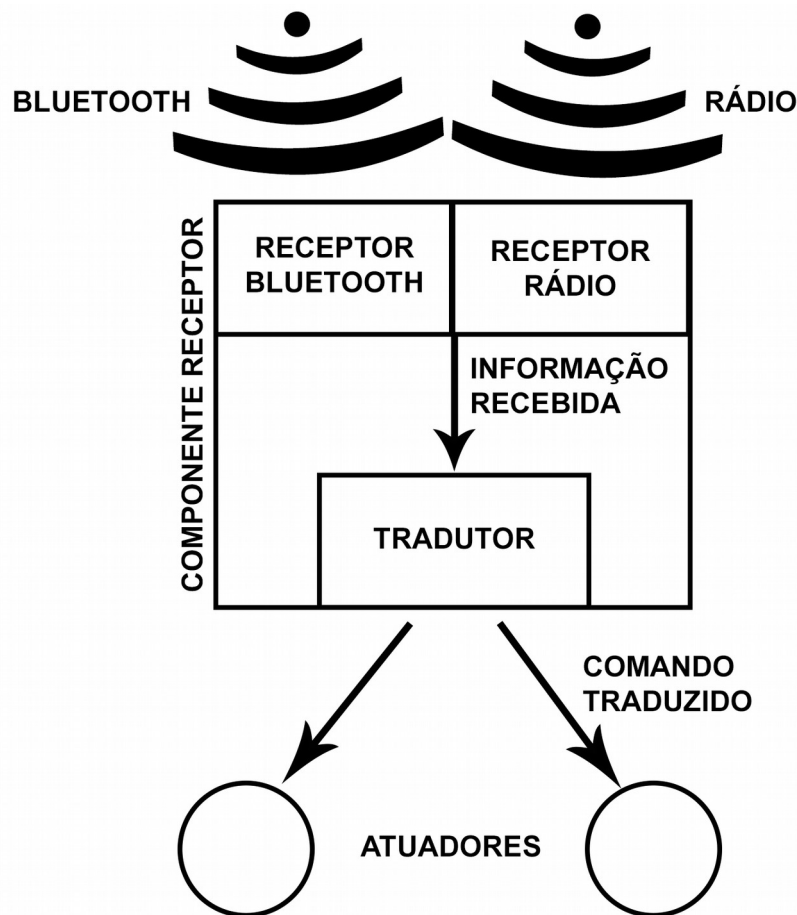 BLUETOOTH
RÁDIO
COMPONENTE RECEPTOR
RECEPTOR
BLUETOOTH
RECEPTOR
RÁDIO
INFORMAÇÃO
RECEBIDA
TRADUTOR
COMANDO
TRADUZIDO
ATUADORES